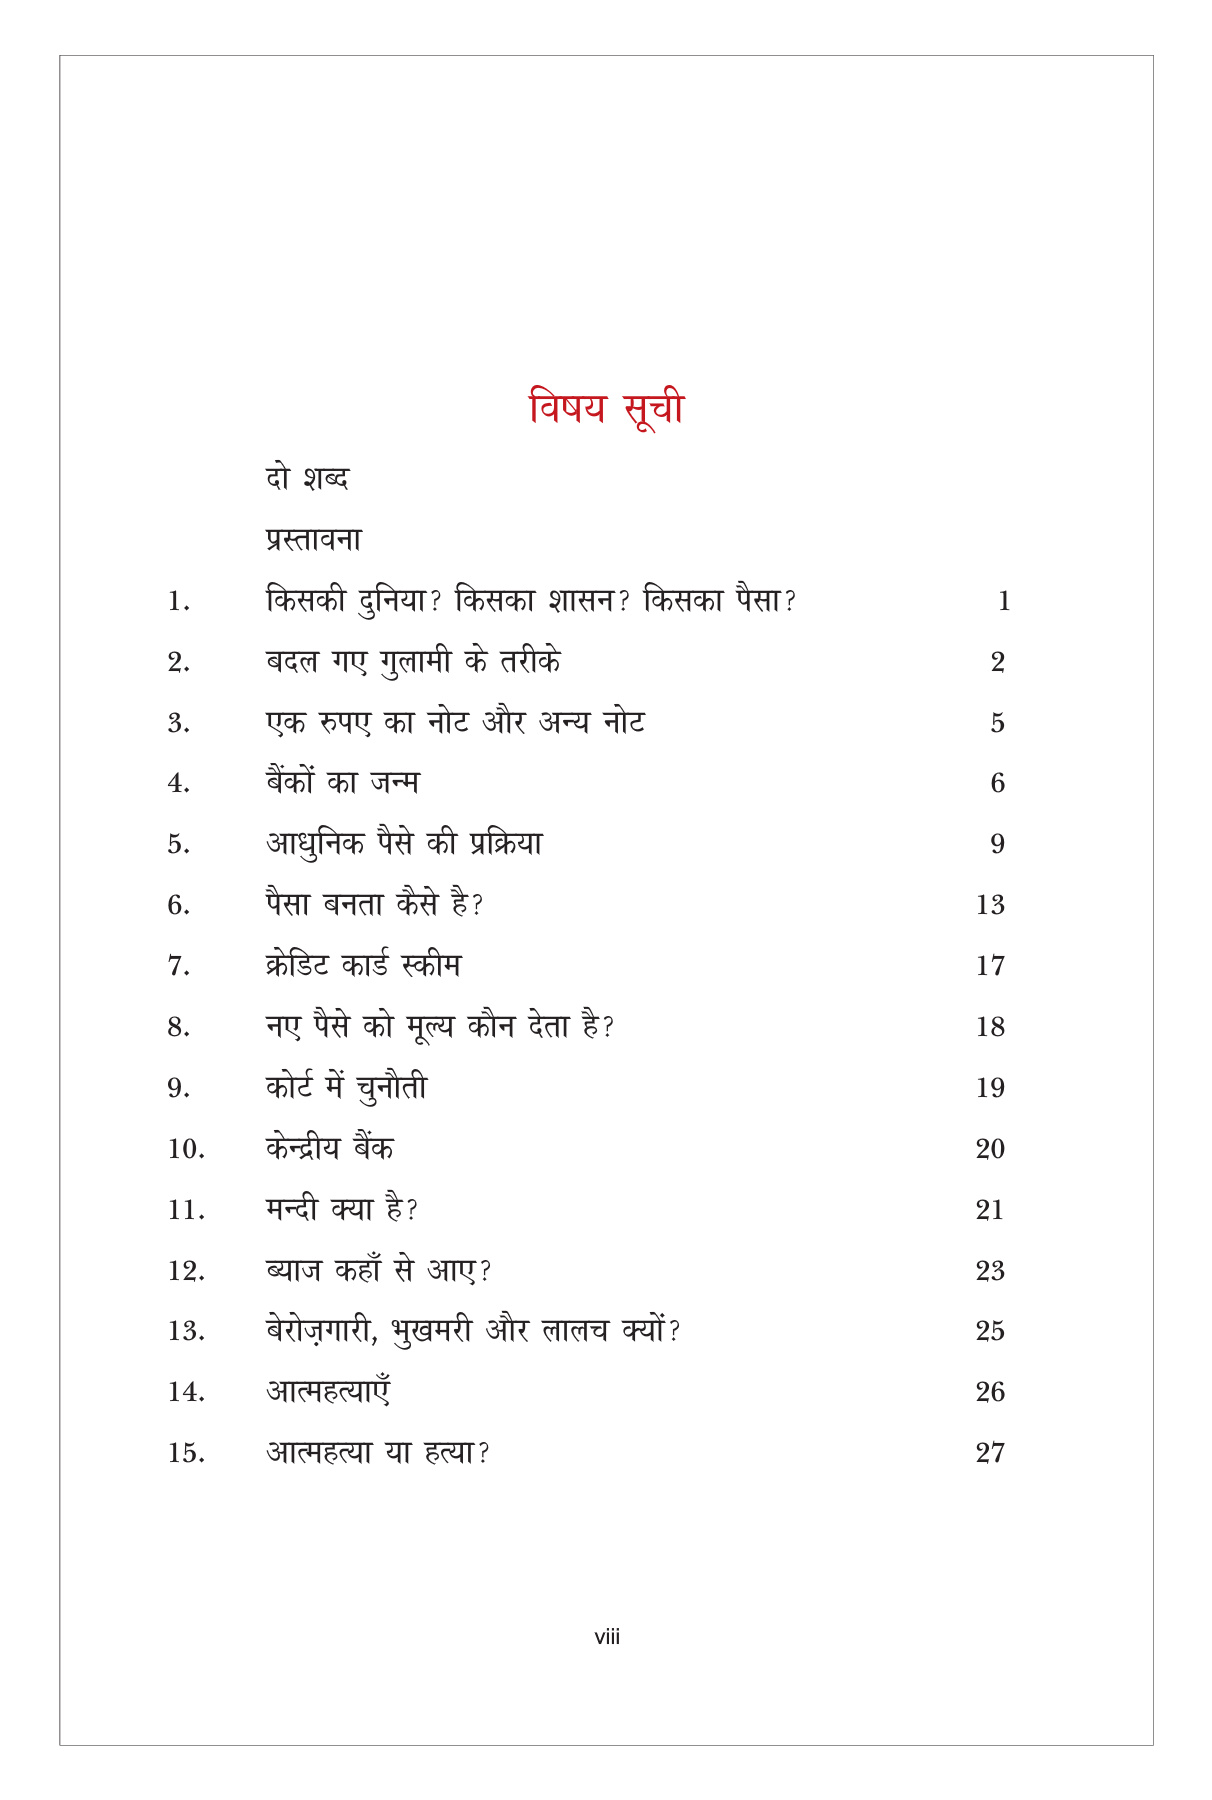 विषय सूची
दो शब्द
प्रस्तावना
1. किसकी दुनिया? किसका शासन? किसका पैसा? 1
2. बदल गए गुलामी के तरीके 2
3. एक रुपए का नोट और अन्य नोट 5
4. बैंकों का जन्म 6
5. आधुनिक पैसे की प्रक्रिया 9
6. पैसा बनता कैसे है? 13
7. क्रेडिट कार्ड स्कीम 17
8. नए पैसे को मूल्य कौन देता है? 18
9. कोर्ट में चुनौती 19
10. केन्द्रीय बैंक 20
11. मन्दी क्या है? 21
12. ब्याज कहाँ से आए? 23
13. बेरोज़गारी, भुखमरी और लालच क्यों? 25
14. आत्महत्याएँ 26
15. आत्महत्या या हत्या? 27
viii